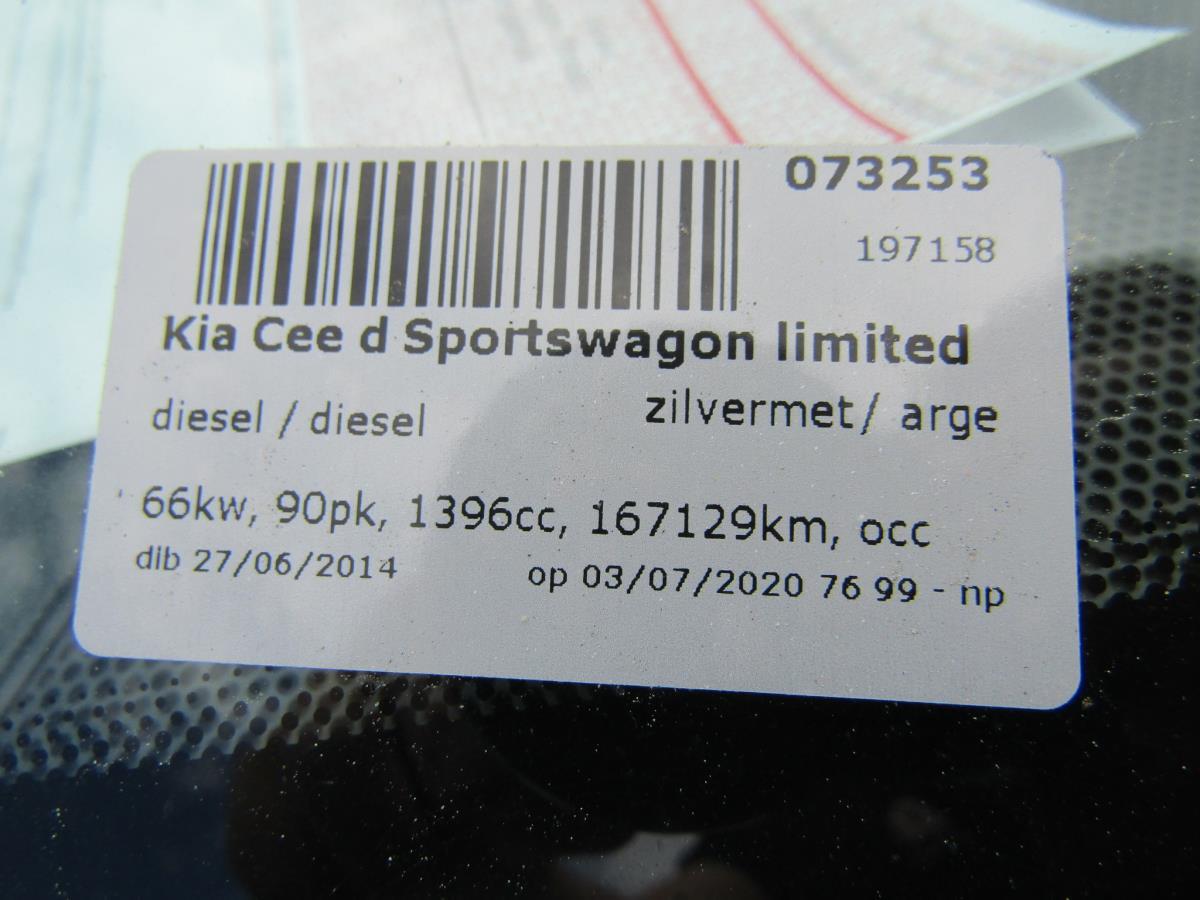 073253
197158
Kia Cee d Sportswagon limited
diesel / diesel zilvermet/ arge
66kw, 90pk, 1396cc, 167129km, occ
dib 27/06/2014 op 03/07/2020 76 99 - np